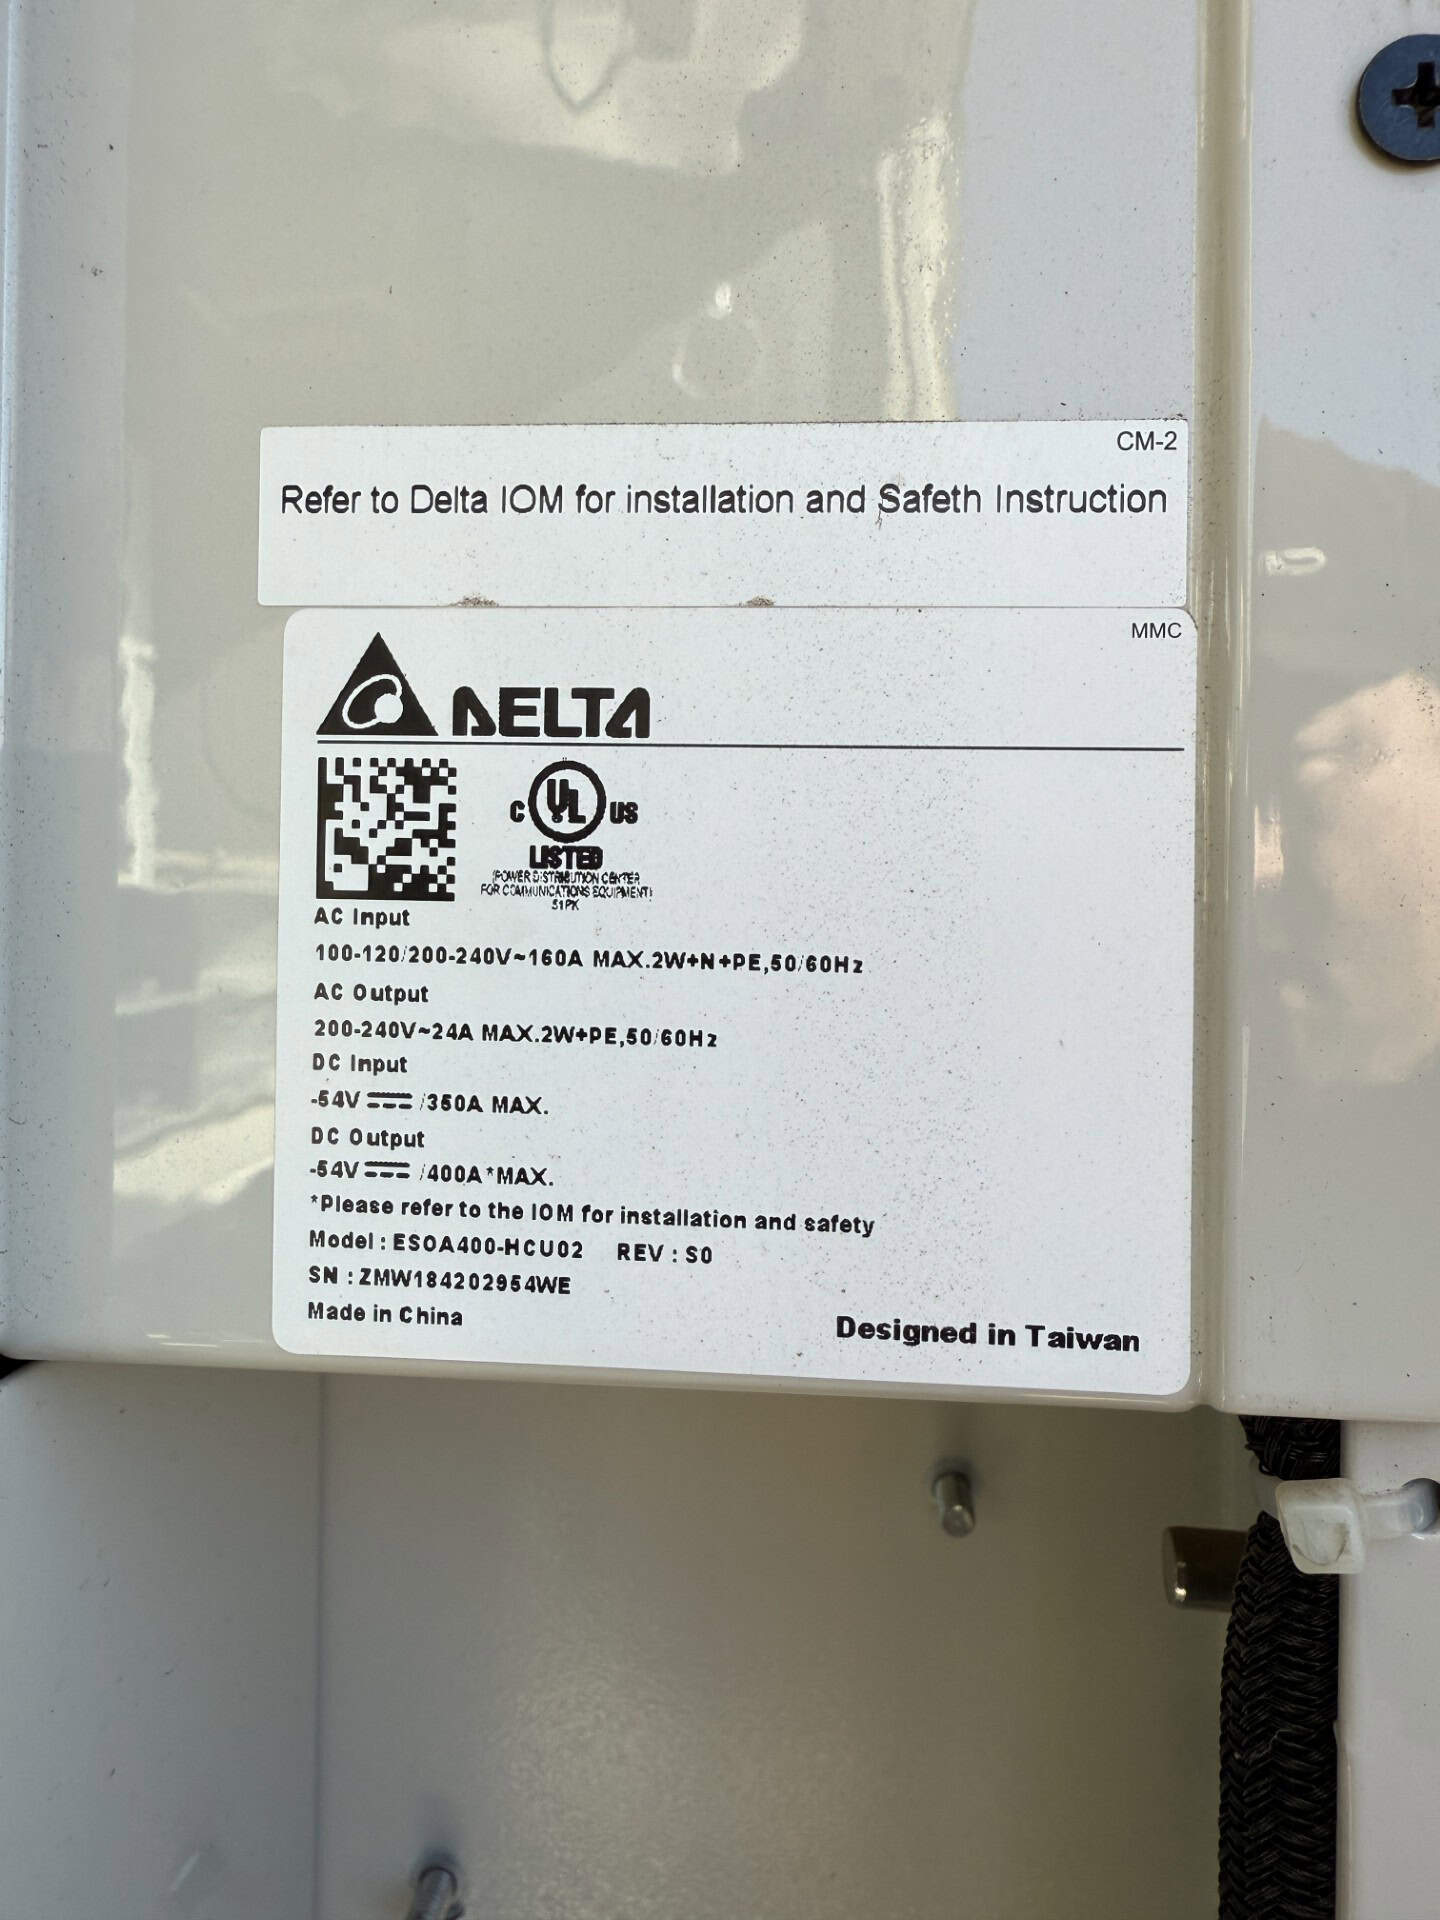 CM-2
Refer to Delta IOM for installation and Safeth Instruction
MMC
DELTA
C UL US
LISTED
(POWER DISTRIBUTION CENTER
FOR COMMUNICATIONS EQUIPMENT)
51PX
AC Input
100-120/200-240V~160A MAX.2W+N+PE,50/60Hz
AC Output
200-240V~24A MAX.2W+PE,50/60Hz
DC Input
-54V⎓/350A MAX.
DC Output
-54V⎓/400A*MAX.
*Please refer to the IOM for installation and safety
Model : ESOA400-HCU02 REV : S0
SN : ZMW184202954WE
Made in China
Designed in Taiwan